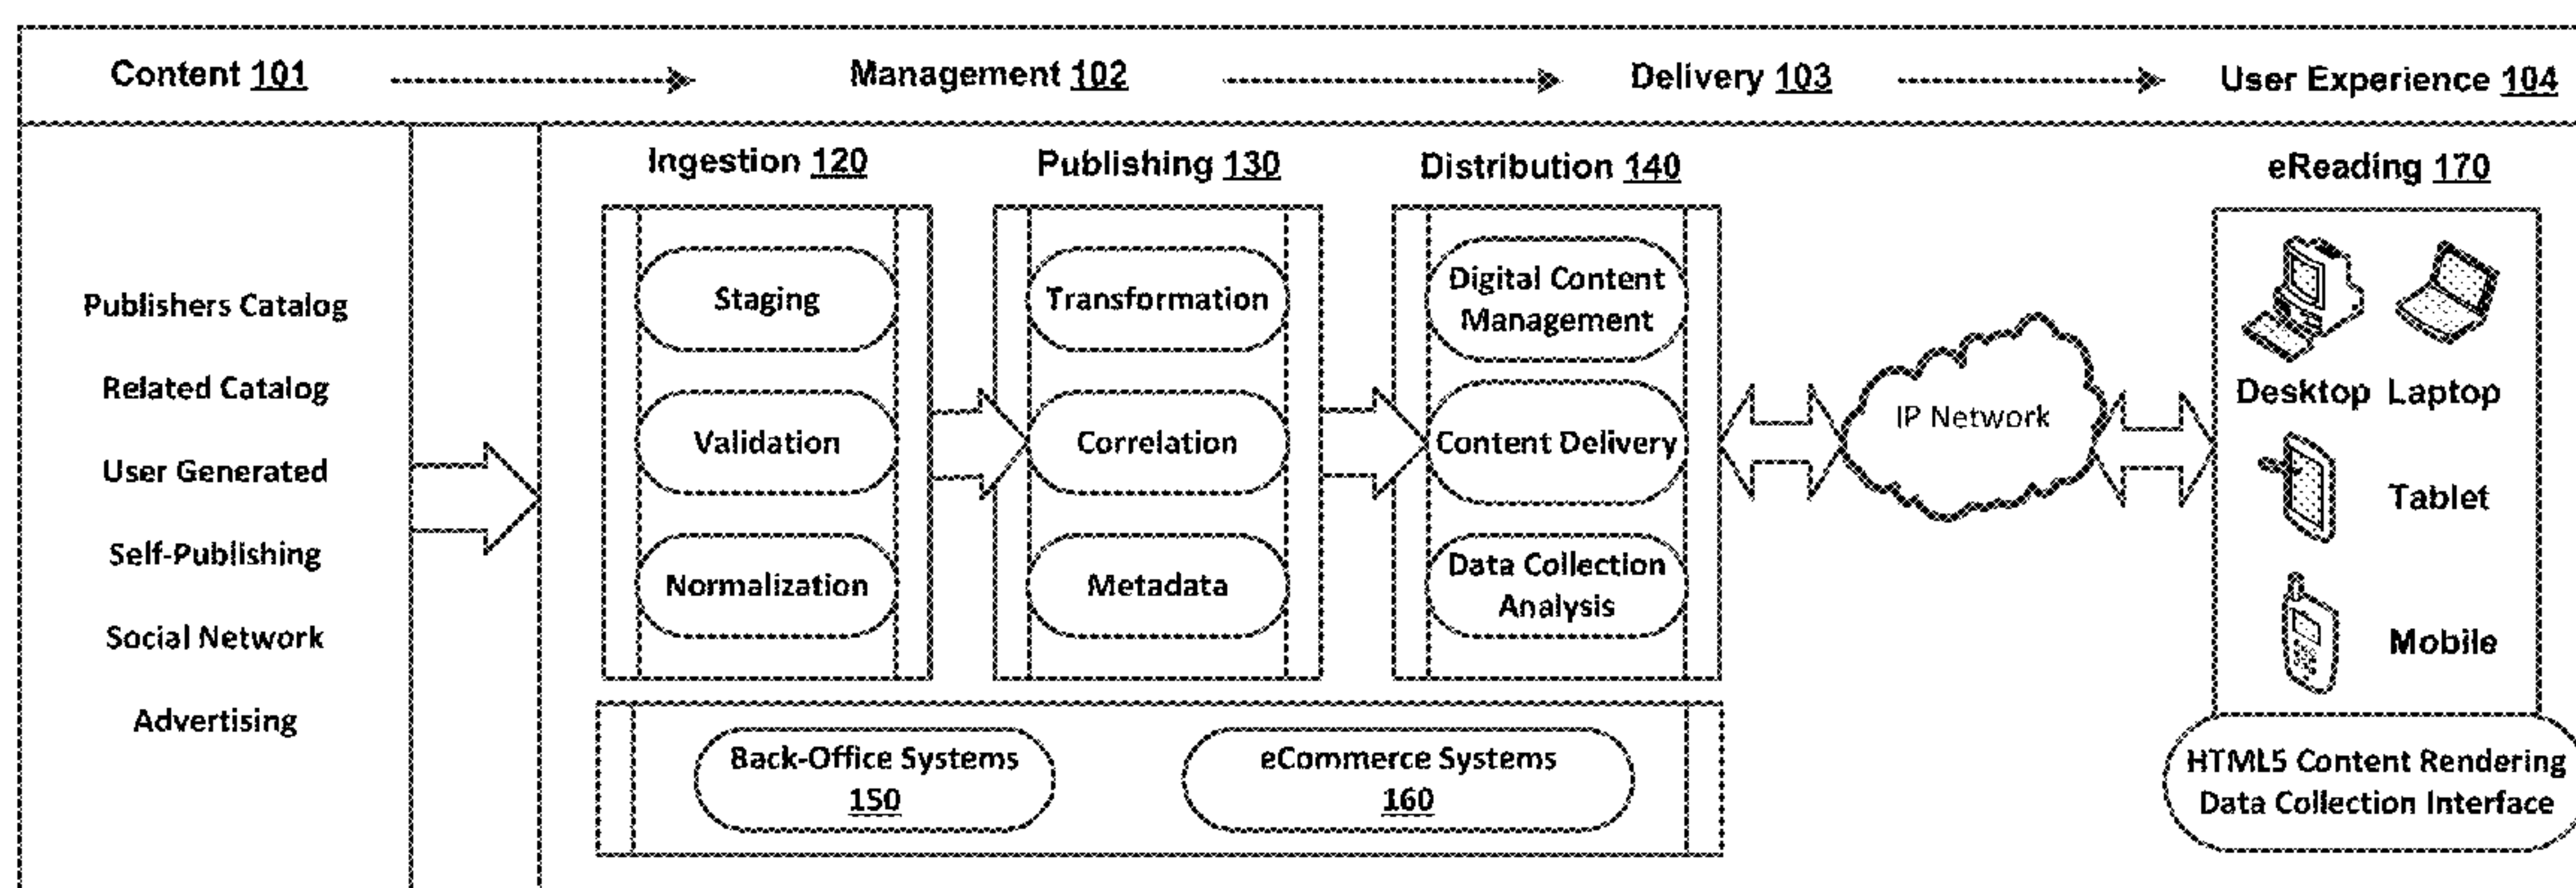 Content 101
Management 102
Delivery 103
User Experience 104
Publishers Catalog
Related Catalog
User Generated
Self-Publishing
Social Network
Advertising
Ingestion 120
Staging
Validation
Normalization
Publishing 130
Transformation
Correlation
Metadata
Distribution 140
Digital Content
Management
Content Delivery
Data Collection
Analysis
Back-Office Systems
150
eCommerce Systems
160
IP Network
eReading 170
Desktop Laptop
Tablet
Mobile
HTML5 Content Rendering
Data Collection Interface